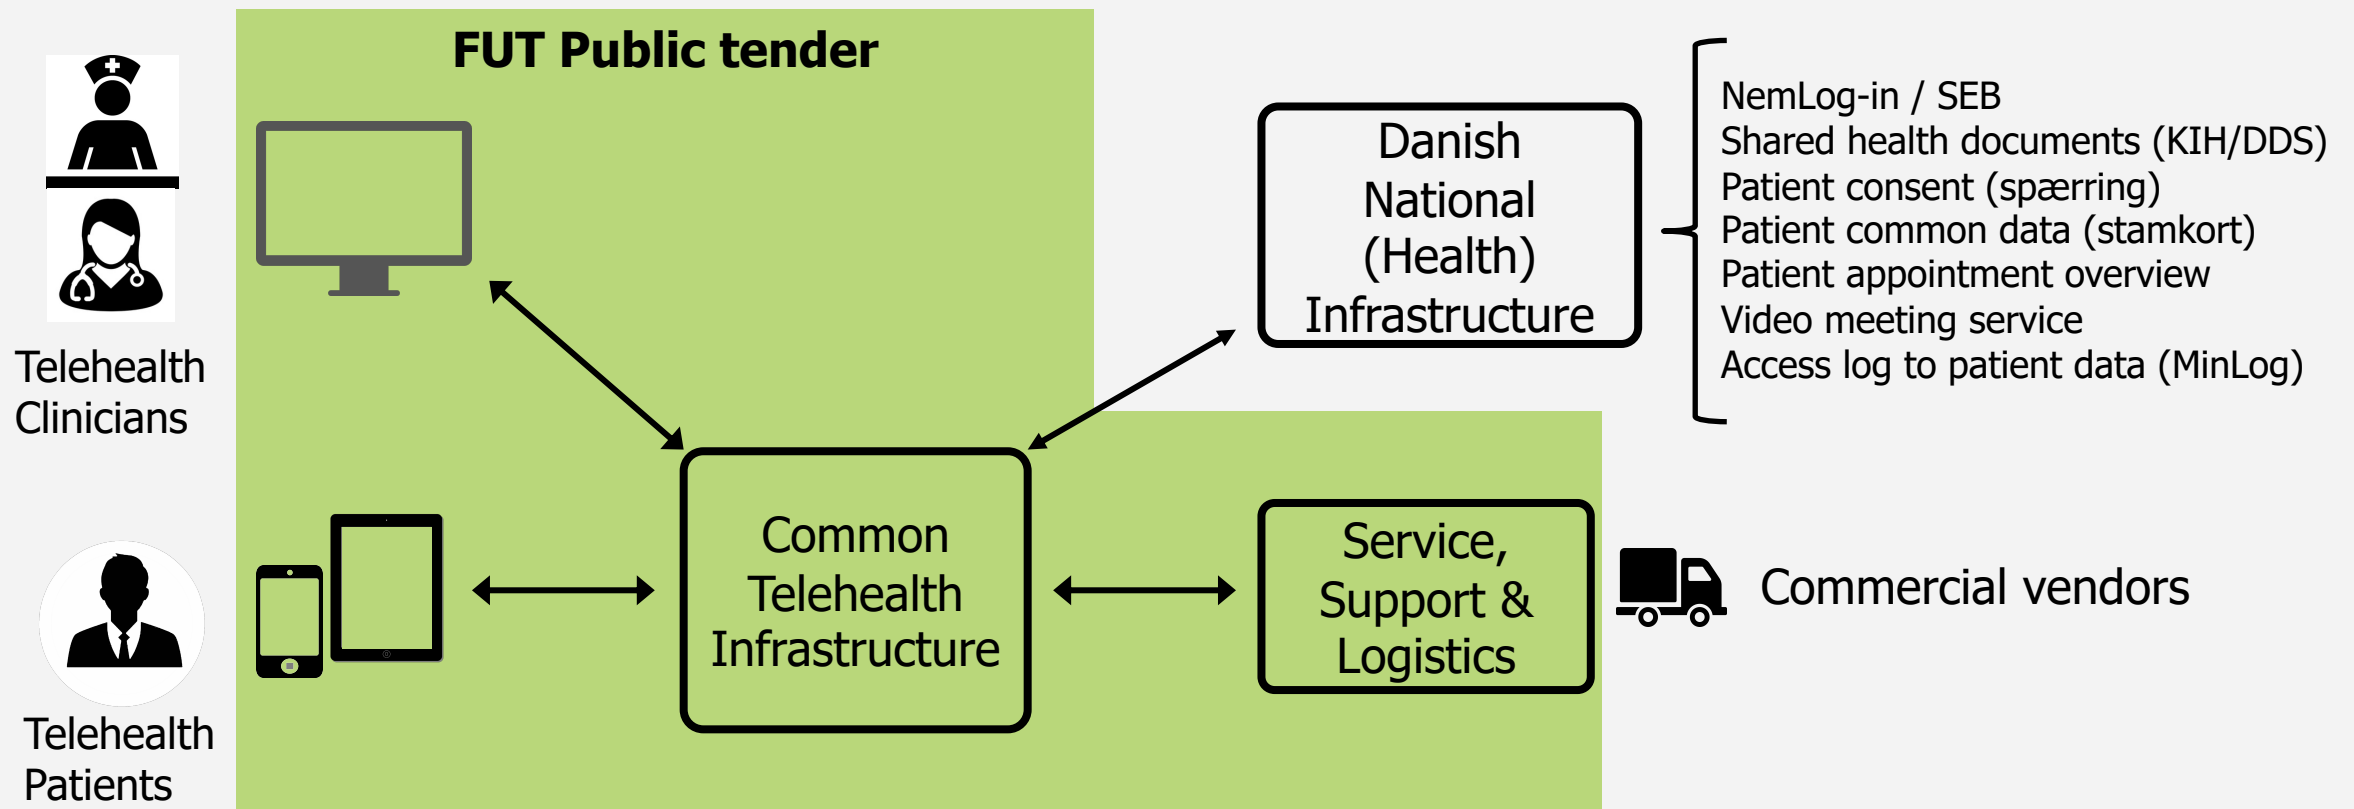 FUT Public tender
Telehealth
Clinicians
Danish
National
(Health)
Infrastructure
NemLog-in / SEB
Shared health documents (KIH/DDS)
Patient consent (spærring)
Patient common data (stamkort)
Patient appointment overview
Video meeting service
Access log to patient data (MinLog)
Telehealth
Patients
Common
Telehealth
Infrastructure
Service,
Support &
Logistics
Commercial vendors